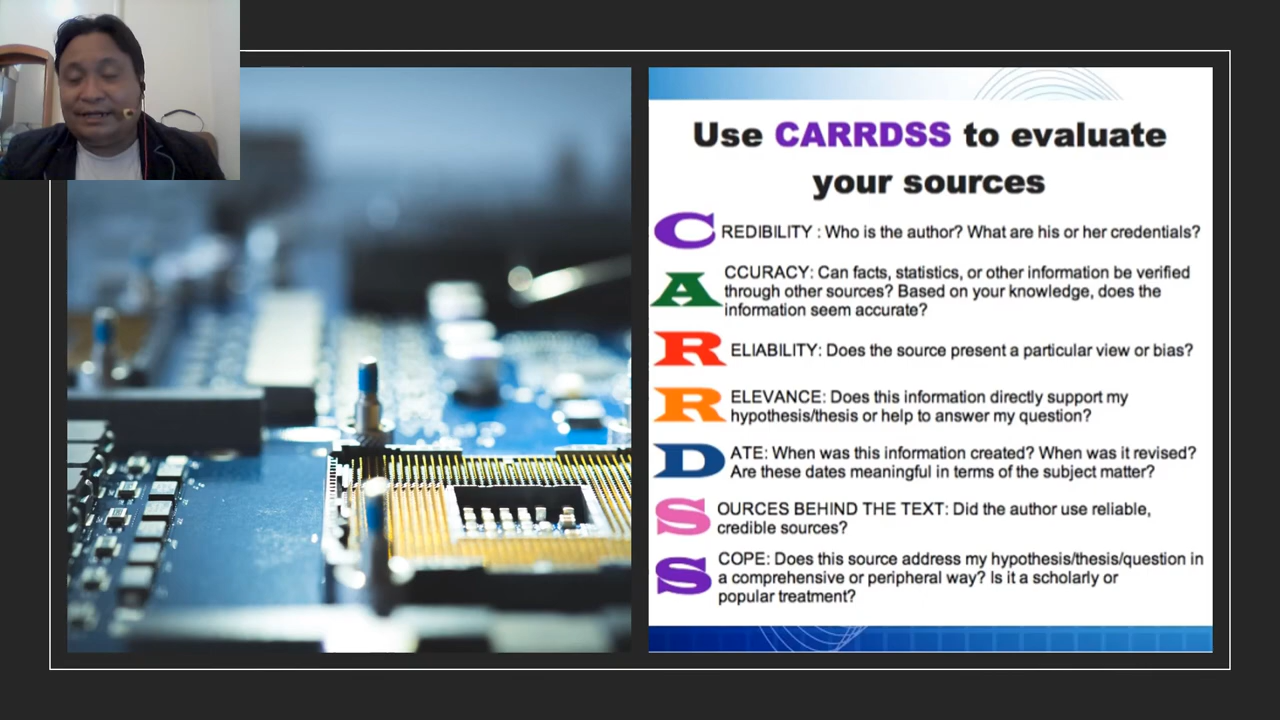 Use CARRDSS to evaluate
your sources
CREDIBILITY : Who is the author? What are his or her credentials?
ACCURACY: Can facts, statistics, or other information be verified
through other sources? Based on your knowledge, does the
information seem accurate?
RELIABILITY: Does the source present a particular view or bias?
RELEVANCE: Does this information directly support my
hypothesis/thesis or help to answer my question?
DATE: When was this information created? When was it revised?
Are these dates meaningful in terms of the subject matter?
SOURCES BEHIND THE TEXT: Did the author use reliable,
credible sources?
SCOPE: Does this source address my hypothesis/thesis/question in
a comprehensive or peripheral way? Is it a scholarly or
popular treatment?